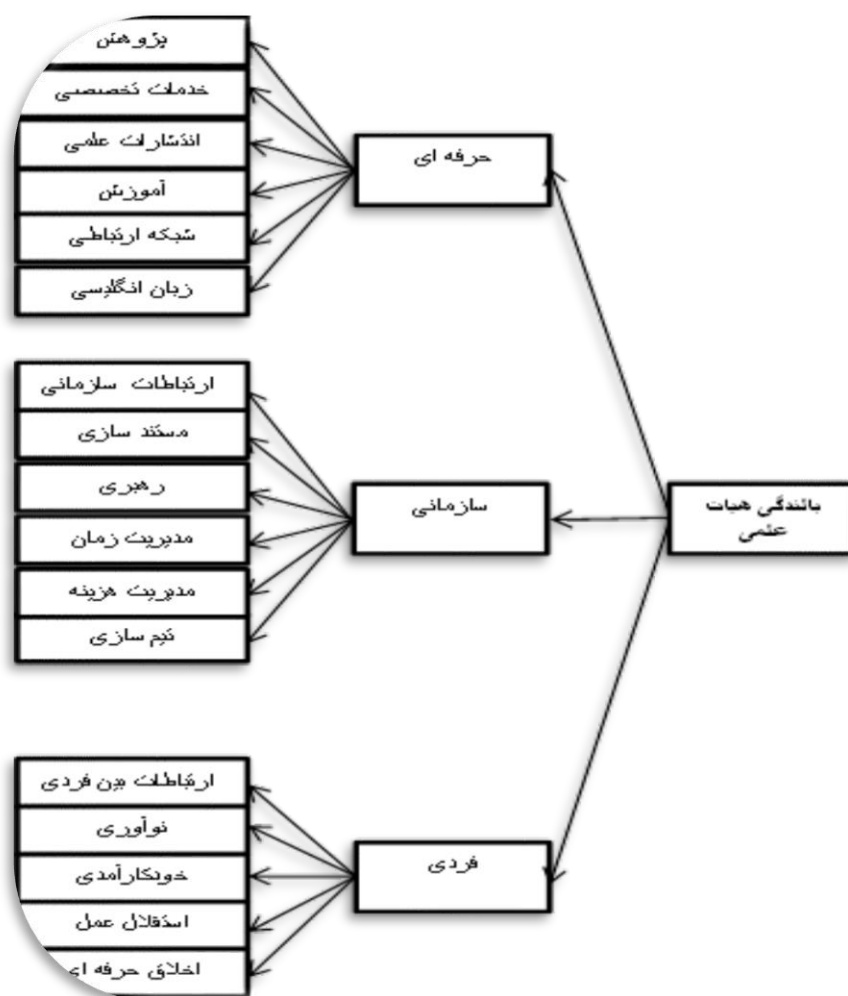 بالندگی هیات
علمی
حرفه ای
پژوهش
خدمات تخصصی
انتشارات علمی
آموزش
شبکه ارتباطی
زبان انگلیسی
سازمانی
ارتباطات سازمانی
مستند سازی
رهبری
مدیریت زمان
مدیریت هزینه
تیم سازی
فردی
ارتباطات بین فردی
نوآوری
خودکارآمدی
استقلال عمل
اخلاق حرفه ای